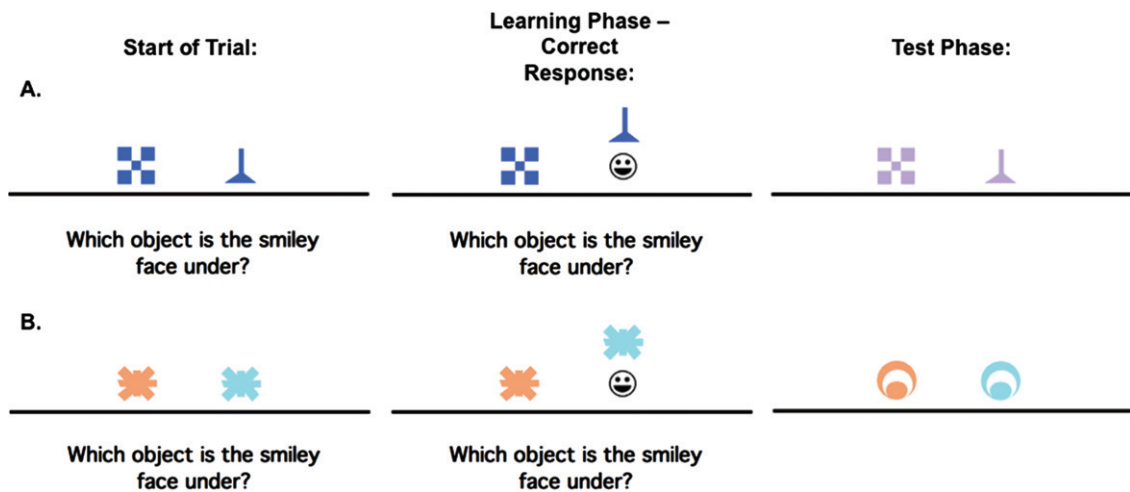 Start of Trial:
Learning Phase –
Correct
Response:
Test Phase:
A.
Which object is the smiley
face under?
Which object is the smiley
face under?
B.
Which object is the smiley
face under?
Which object is the smiley
face under?